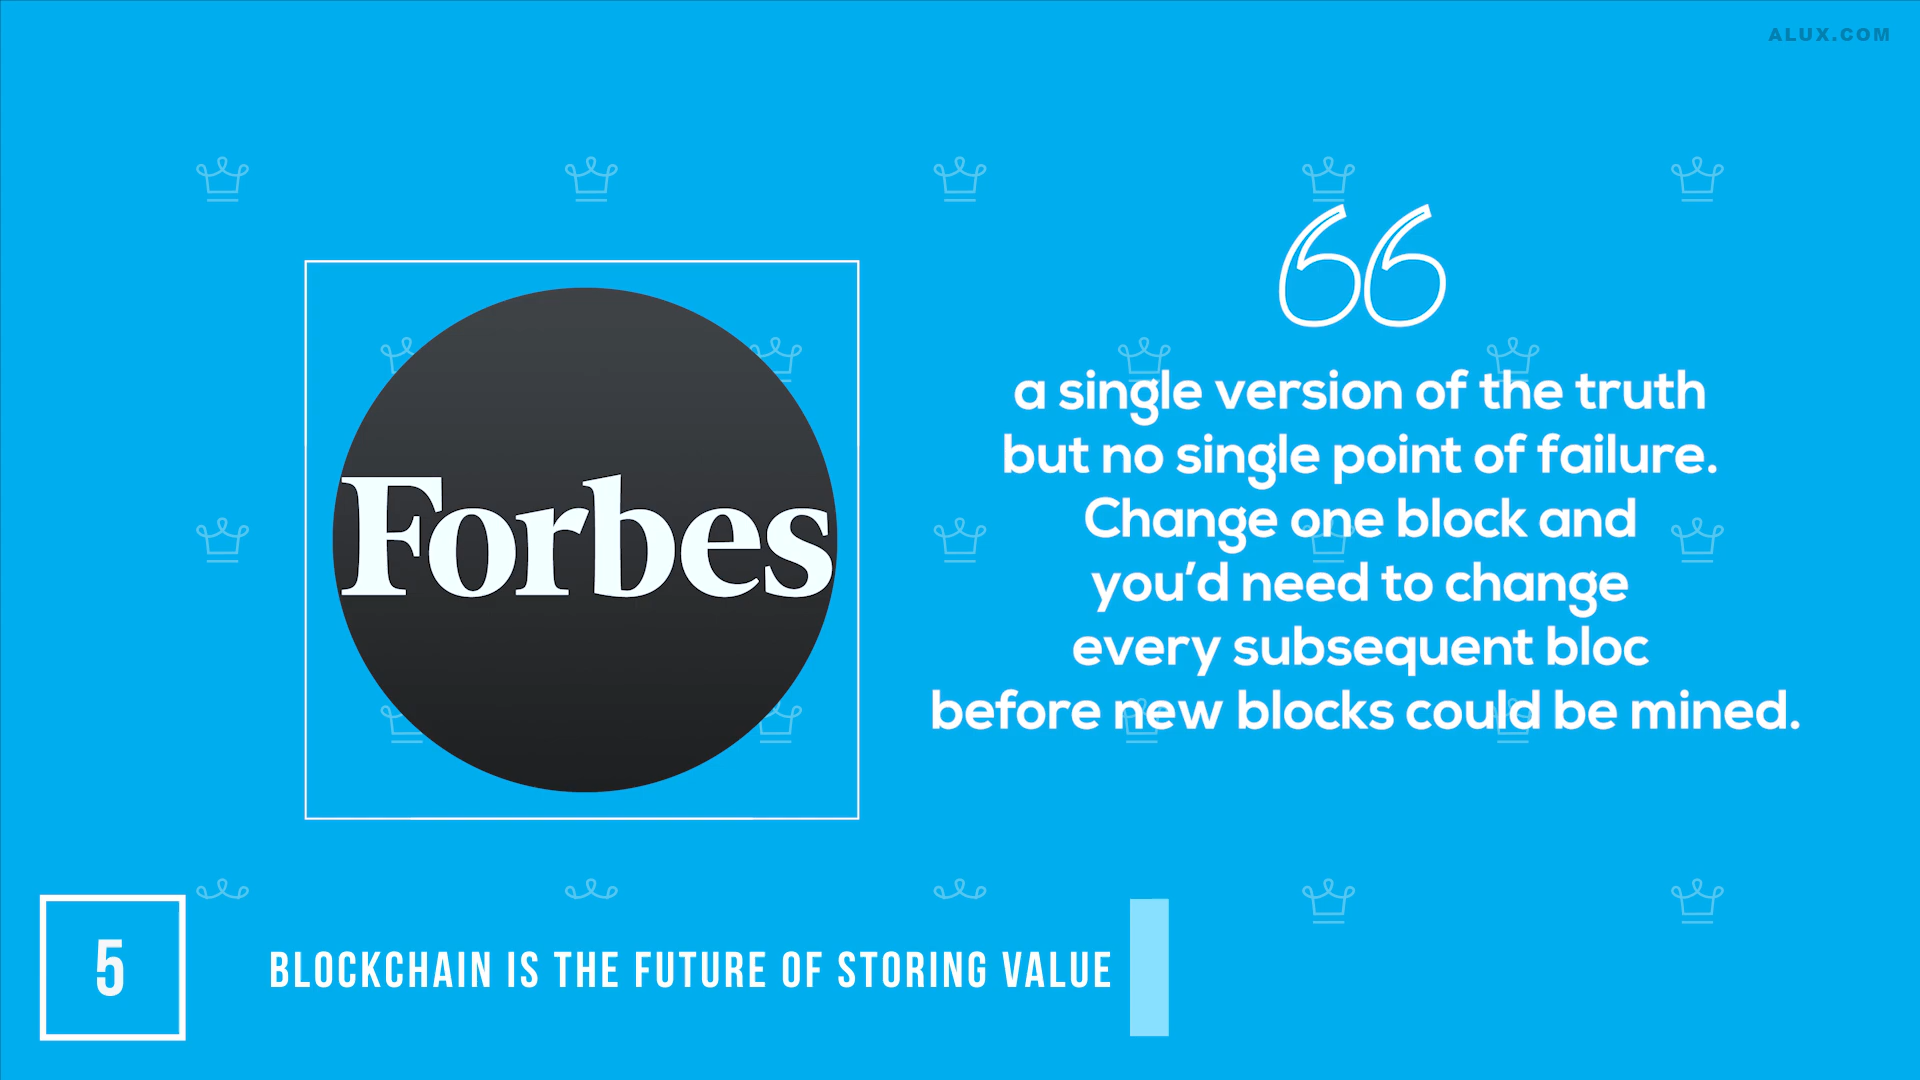 ALUX.COM
Forbes
a single version of the truth
but no single point of failure.
Change one block and
you'd need to change
every subsequent bloc
before new blocks could be mined.
5
BLOCKCHAIN IS THE FUTURE OF STORING VALUE